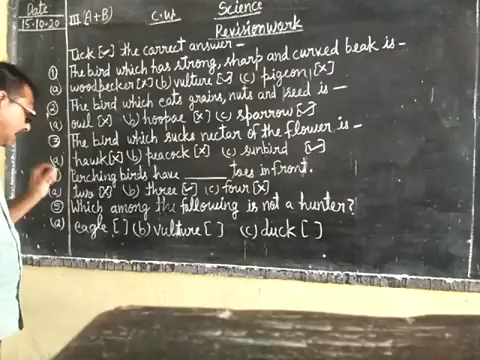 Date
15.10.20
III (A+B)
C.W.
Science
Revision work
Tick [✓] the correct answer –
① The bird which has strong, sharp and curved beak is –
(a) woodpecker [x] (b) vulture [✓] (c) pigeon [x]
② The bird which eats grains, nuts and seed is –
(a) owl [x] (b) hoopoe [x] (c) sparrow [✓]
③ The bird which sucks nectar of the flower is –
(a) hawk [x] (b) peacock [x] (c) sunbird [✓]
Perching birds have ______ toes in front.
(a) two [x] (b) three [✓] (c) four [x]
⑤ Which among the following is not a hunter?
(a) eagle [ ] (b) vulture [ ] (c) duck [ ]